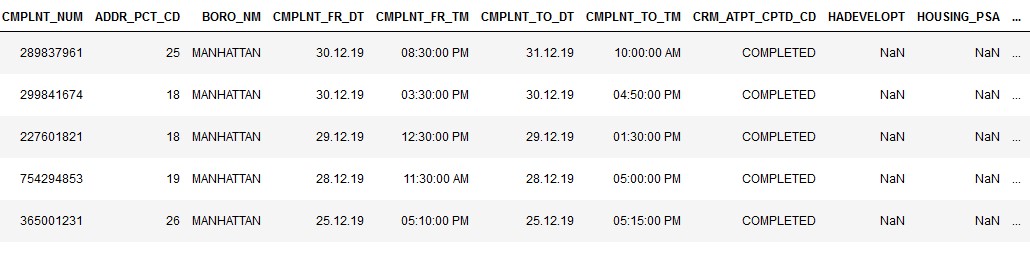 CMPLNT_NUM ADDR_PCT_CD BORO_NM CMPLNT_FR_DT CMPLNT_FR_TM CMPLNT_TO_DT CMPLNT_TO_TM CRM_ATPT_CPTD_CD HADEVELOPT HOUSING_PSA ...
289837961 25 MANHATTAN 30.12.19 08:30:00 PM 31.12.19 10:00:00 AM COMPLETED NaN NaN ...
299841674 18 MANHATTAN 30.12.19 03:30:00 PM 30.12.19 04:50:00 PM COMPLETED NaN NaN ...
227601821 18 MANHATTAN 29.12.19 12:30:00 PM 29.12.19 01:30:00 PM COMPLETED NaN NaN ...
754294853 19 MANHATTAN 28.12.19 11:30:00 AM 28.12.19 05:00:00 PM COMPLETED NaN NaN ...
365001231 26 MANHATTAN 25.12.19 05:10:00 PM 25.12.19 05:15:00 PM COMPLETED NaN NaN ...